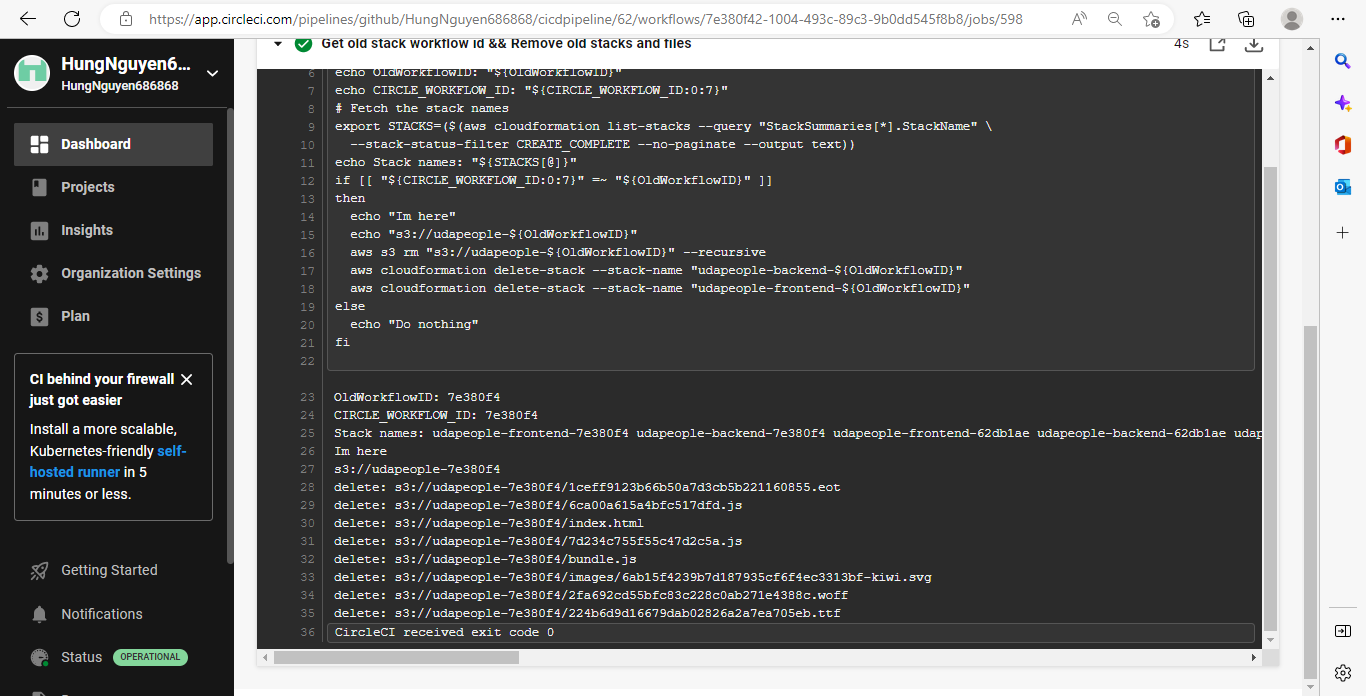 https://app.circleci.com/pipelines/github/HungNguyen686868/cicdpipeline/62/workflows/7e380f42-1004-493c-89c3-9b0dd545f8b8/jobs/598
HungNguyen6...
HungNguyen686868
Dashboard
Projects
Insights
Organization Settings
Plan
CI behind your firewall
just got easier
Install a more scalable,
Kubernetes-friendly self-
hosted runner in 5
minutes or less.
Getting Started
Notifications
Status OPERATIONAL
Get old stack workflow id && Remove old stacks and files 4s
6 echo OldWorkflowID: "${OldWorkflowID}"
7 echo CIRCLE_WORKFLOW_ID: "${CIRCLE_WORKFLOW_ID:0:7}"
8 # Fetch the stack names
9 export STACKS=($(aws cloudformation list-stacks --query "StackSummaries[*].StackName" \
10 --stack-status-filter CREATE_COMPLETE --no-paginate --output text))
11 echo Stack names: "${STACKS[@]}"
12 if [[ "${CIRCLE_WORKFLOW_ID:0:7}" =~ "${OldWorkflowID}" ]]
13 then
14 echo "Im here"
15 echo "s3://udapeople-${OldWorkflowID}"
16 aws s3 rm "s3://udapeople-${OldWorkflowID}" --recursive
17 aws cloudformation delete-stack --stack-name "udapeople-backend-${OldWorkflowID}"
18 aws cloudformation delete-stack --stack-name "udapeople-frontend-${OldWorkflowID}"
19 else
20 echo "Do nothing"
21 fi
22
23 OldWorkflowID: 7e380f4
24 CIRCLE_WORKFLOW_ID: 7e380f4
25 Stack names: udapeople-frontend-7e380f4 udapeople-backend-7e380f4 udapeople-frontend-62db1ae udapeople-backend-62db1ae udap
26 Im here
27 s3://udapeople-7e380f4
28 delete: s3://udapeople-7e380f4/1ceff9123b66b50a7d3cb5b221160855.eot
29 delete: s3://udapeople-7e380f4/6ca00a615a4bfc517dfd.js
30 delete: s3://udapeople-7e380f4/index.html
31 delete: s3://udapeople-7e380f4/7d234c755f55c47d2c5a.js
32 delete: s3://udapeople-7e380f4/bundle.js
33 delete: s3://udapeople-7e380f4/images/6ab15f4239b7d187935cf6f4ec3313bf-kiwi.svg
34 delete: s3://udapeople-7e380f4/2fa692cd55bfc83c228c0ab271e4388c.woff
35 delete: s3://udapeople-7e380f4/224b6d9d16679dab02826a2a7ea705eb.ttf
36 CircleCI received exit code 0